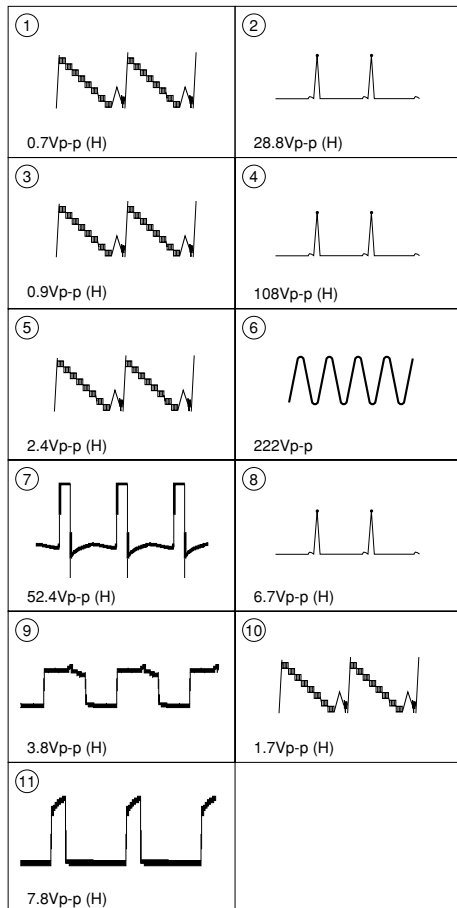 1
0.7Vp-p (H)
2
28.8Vp-p (H)
3
0.9Vp-p (H)
4
108Vp-p (H)
5
2.4Vp-p (H)
6
222Vp-p
7
52.4Vp-p (H)
8
6.7Vp-p (H)
9
3.8Vp-p (H)
10
1.7Vp-p (H)
11
7.8Vp-p (H)